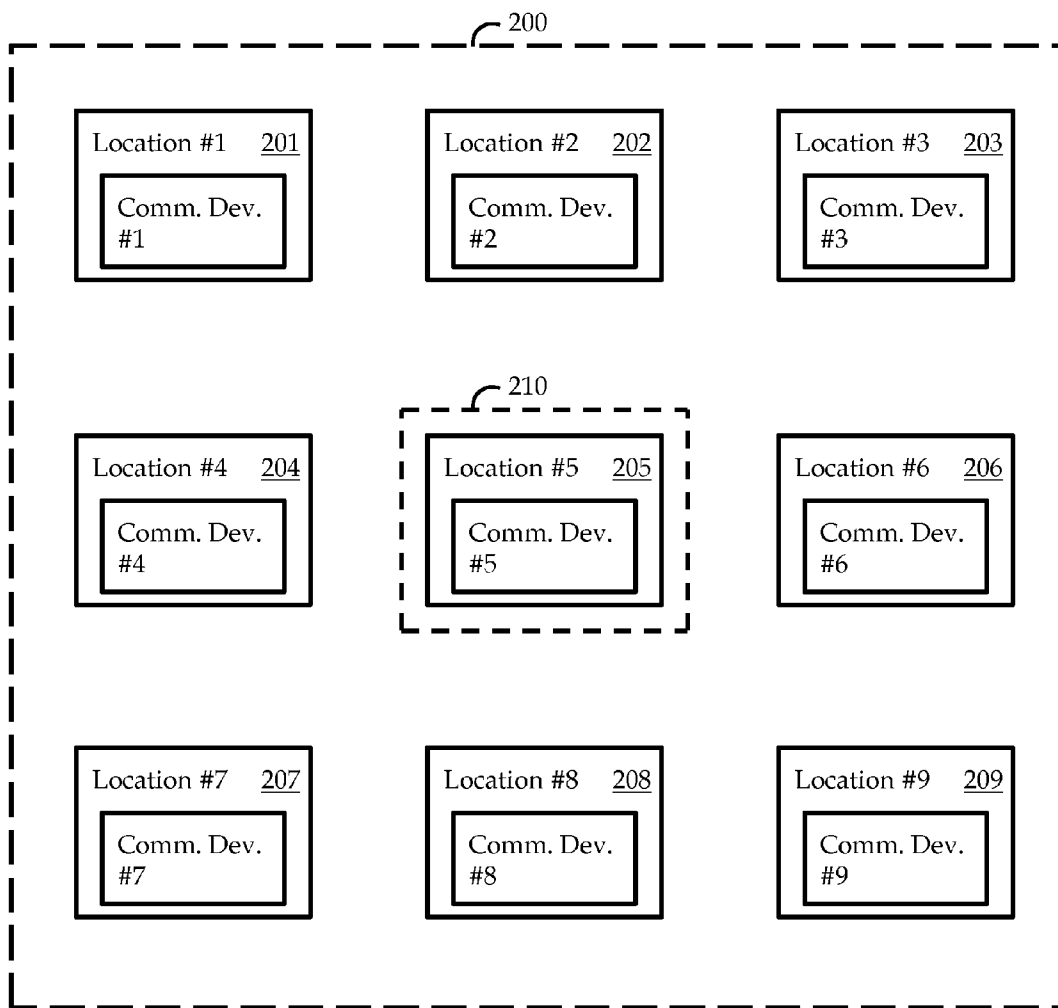 200
Location #1 201
Comm. Dev.
#1
Location #2 202
Comm. Dev.
#2
Location #3 203
Comm. Dev.
#3
210
Location #4 204
Comm. Dev.
#4
Location #5 205
Comm. Dev.
#5
Location #6 206
Comm. Dev.
#6
Location #7 207
Comm. Dev.
#7
Location #8 208
Comm. Dev.
#8
Location #9 209
Comm. Dev.
#9